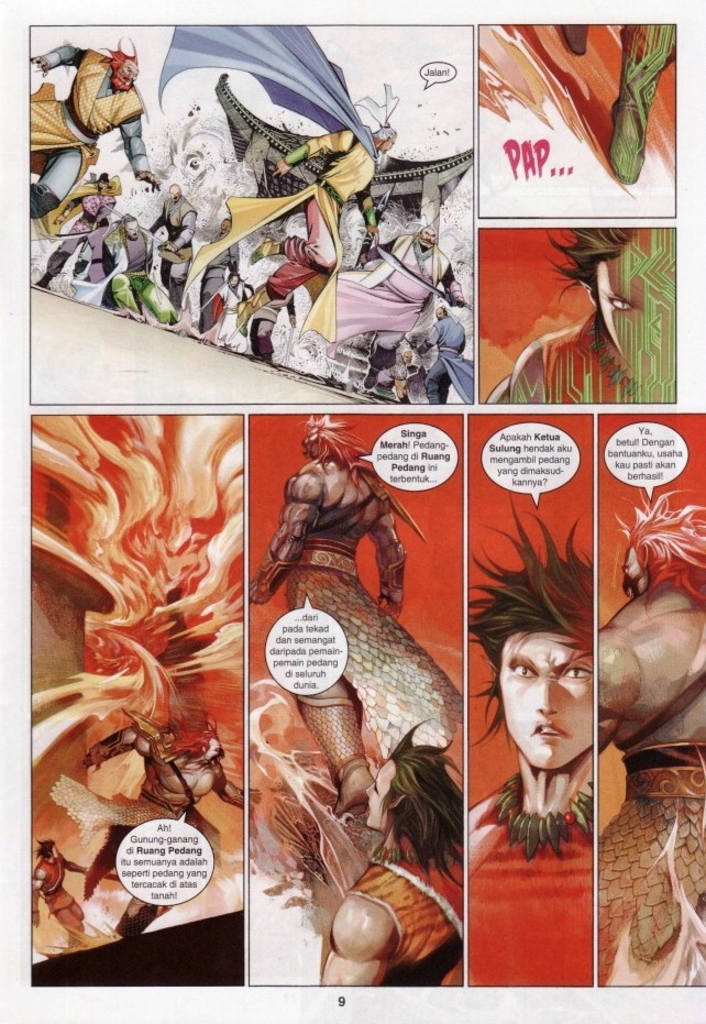 Jalan!
PAP...
Ah!
Gunung-ganang
di Ruang Pedang
itu semuanya adalah
seperti pedang yang
tercacak di atas
tanah!
Singa
Merah! Pedang-
pedang di Ruang
Pedang ini
terbentuk...
...dari
pada tekad
dan semangat
daripada pemain-
pemain pedang
di seluruh
dunia.
Apakah Ketua
Sulung hendak aku
mengambil pedang
yang dimaksud-
kannya?
Ya,
betul! Dengan
bantuanku, usaha
kau pasti akan
berhasil!
9